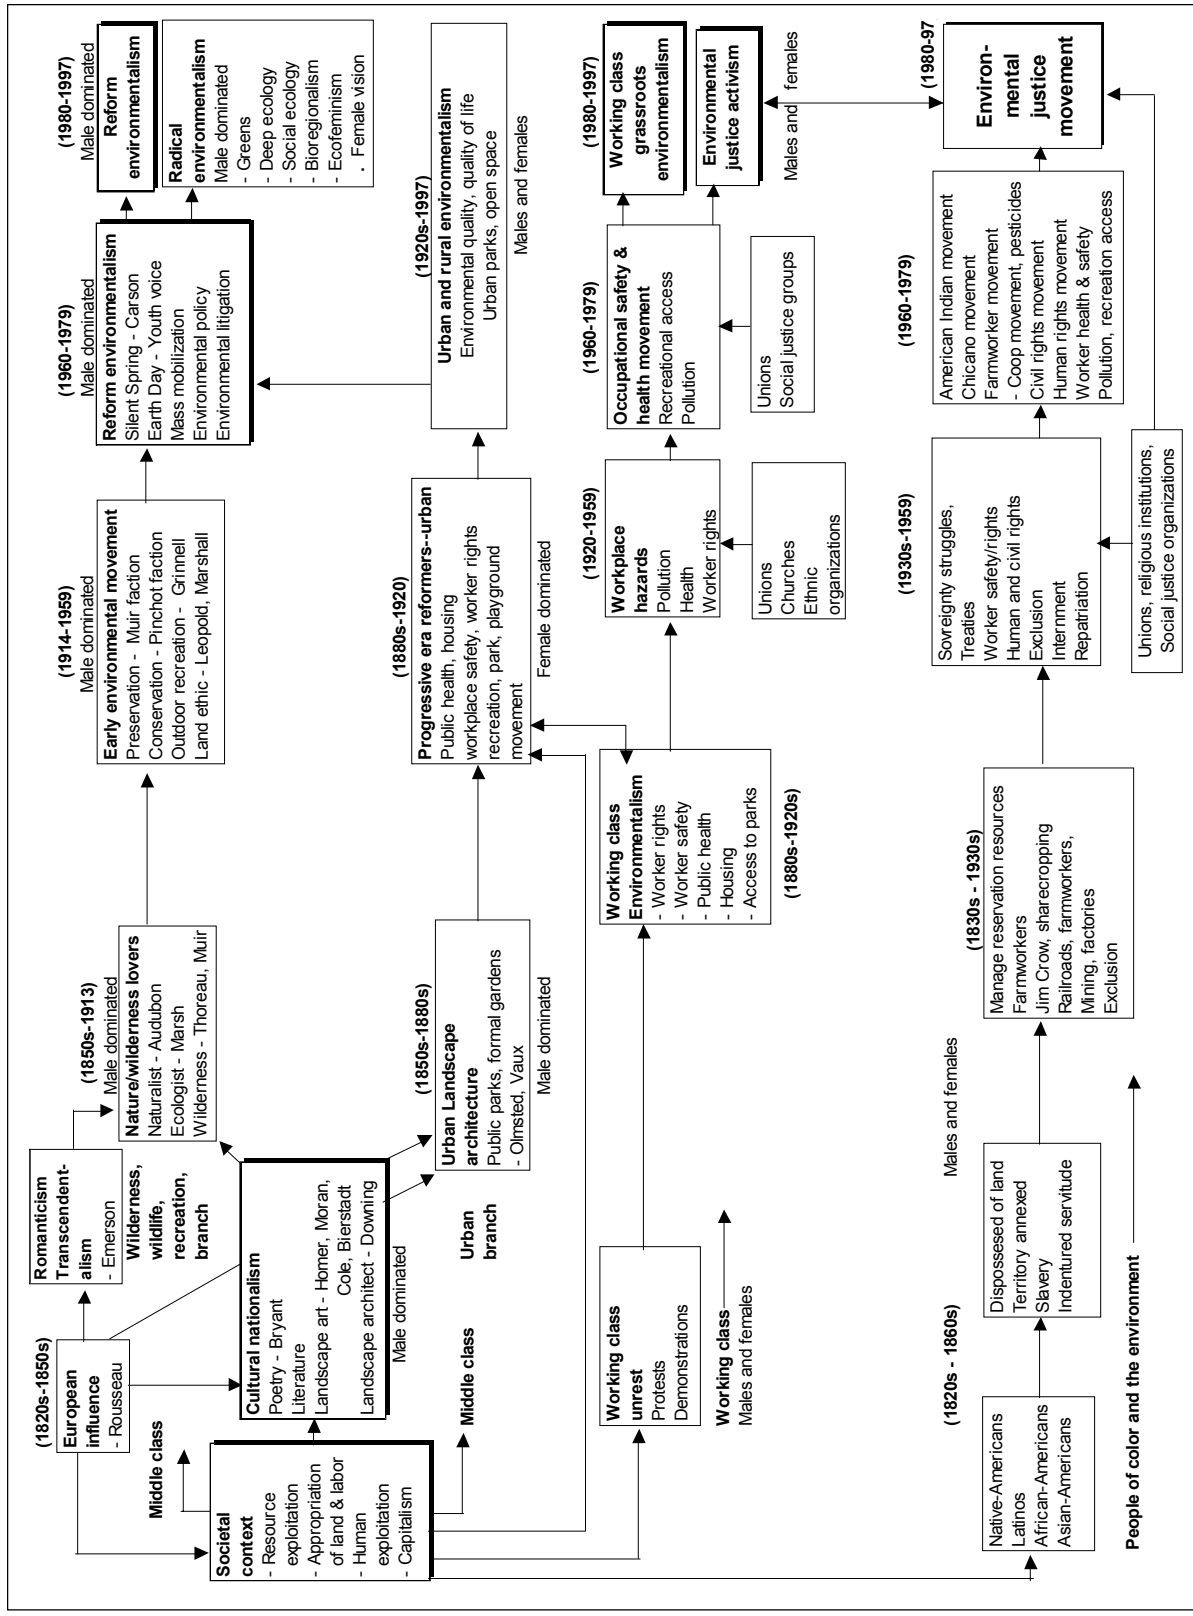 (1820s-1850s)
European
influence
- Rousseau
Romanticism
Transcendent-
alism
- Emerson
(1850s-1913)
Male dominated
Nature/wilderness lovers
Naturalist - Audubon
Ecologist - Marsh
Wilderness - Thoreau, Muir
(1914-1959)
Male dominated
Early environmental movement
Preservation - Muir faction
Conservation - Pinchot faction
Outdoor recreation - Grinnell
Land ethic - Leopold, Marshall
(1960-1979)
Male dominated
Reform environmentalism
Silent Spring - Carson
Earth Day - Youth voice
Mass mobilization
Environmental policy
Environmental litigation
(1980-1997)
Male dominated
Reform
environmentalism
Radical
environmentalism
Male dominated
- Greens
- Deep ecology
- Social ecology
- Bioregionalism
- Ecofeminism
. Female vision
Middle class
Wilderness,
wildlife,
recreation,
branch
Societal
context
- Resource
exploitation
- Appropriation
of land & labor
- Human
exploitation
- Capitalism
Cultural nationalism
Poetry - Bryant
Literature
Landscape art - Homer, Moran,
Cole, Bierstadt
Landscape architect - Downing
Male dominated
Middle class
Urban
branch
(1850s-1880s)
Urban Landscape
architecture
Public parks, formal gardens
- Olmsted, Vaux
Male dominated
(1880s-1920)
Progressive era reformers--urban
Public health, housing
workplace safety, worker rights
recreation, park, playground
movement
Female dominated
(1920s-1997)
Urban and rural environmentalism
Environmental quality, quality of life
Urban parks, open space
Males and females
Working class
unrest
Protests
Demonstrations
Working class
Males and females
Working class
Environmentalism
- Worker rights
- Worker safety
- Public health
- Housing
- Access to parks
(1880s-1920s)
(1920-1959)
Workplace
hazards
Pollution
Health
Worker rights
Unions
Churches
Ethnic
organizations
(1960-1979)
Occupational safety &
health movement
Recreational access
Pollution
Unions
Social justice groups
(1980-1997)
Working class
grassroots
environmentalism
Environmental
justice activism
Males and females
(1820s - 1860s)
Native-Americans
Latinos
African-Americans
Asian-Americans
People of color and the environment
Dispossesed of land
Territory annexed
Slavery
Indentured servitude
Males and females
(1830s - 1930s)
Manage reservation resources
Farmworkers
Jim Crow, sharecropping
Railroads, farmworkers,
Mining, factories
Exclusion
(1930s-1959)
Sovreignty struggles,
Treaties
Worker safety/rights
Human and civil rights
Exclusion
Internment
Repatriation
Unions, religious institutions,
Social justice organizations
(1960-1979)
American Indian movement
Chicano movement
Farmworker movement
- Coop movement, pesticides
Civil rights movement
Human rights movement
Worker health & safety
Pollution, recreation access
(1980-97
Environ-
mental
justice
movement